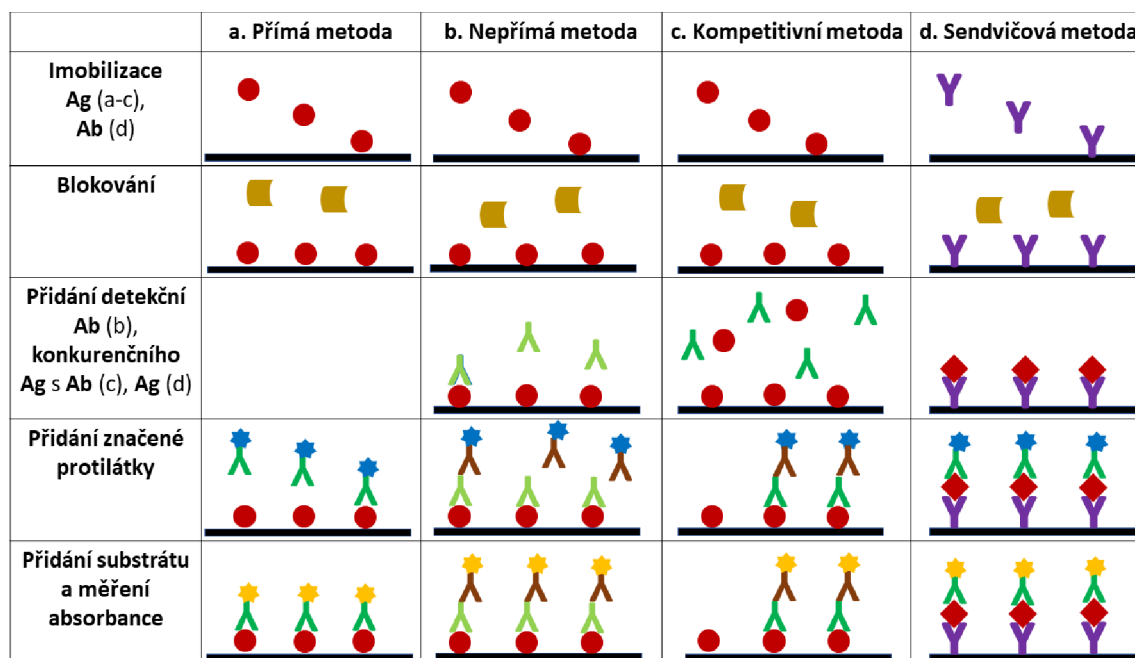 a. Přímá metoda
b. Nepřímá metoda
c. Kompetitivní metoda
d. Sendvičová metoda
Imobilizace
Ag (a-c),
Ab (d)
Blokování
Přidání detekční
Ab (b),
konkurenčního
Ag s Ab (c), Ag (d)
Přidání značené
protilátky
Přidání substrátu
a měření
absorbance